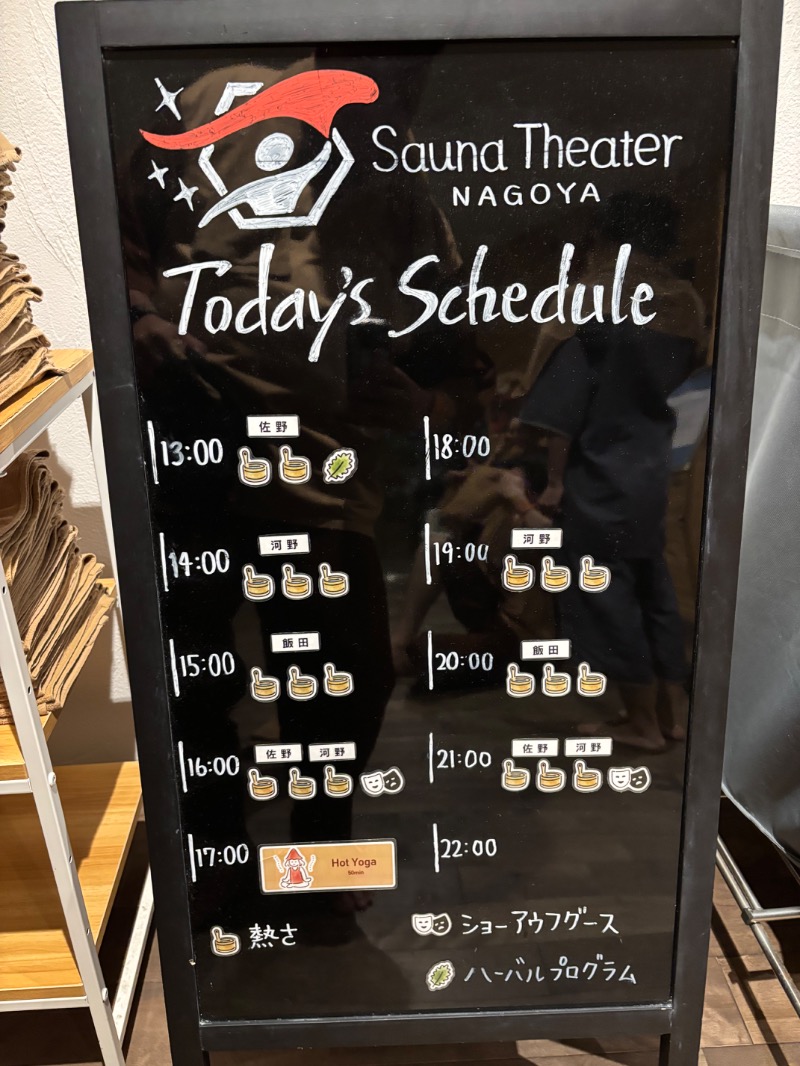 Sauna Theater
NAGOYA
Today's Schedule
佐野
13:00
河野
14:00
飯田
15:00
佐野 河野
16:00
17:00
Hot Yoga
50min
18:00
河野
19:00
飯田
20:00
佐野 河野
21:00
22:00
熱さ
ショーアウフグース
ハーバルプログラム